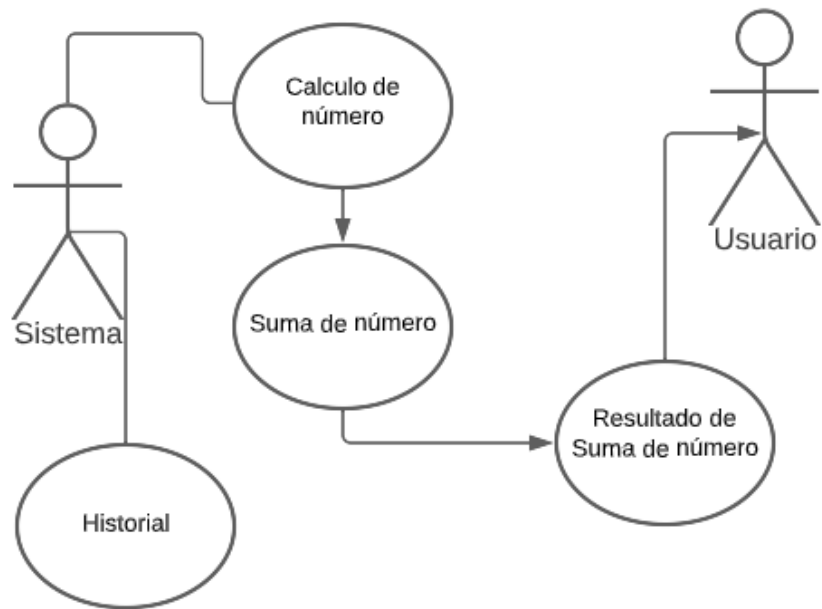 Calculo de
número
Usuario
Sistema
Suma de número
Resultado de
Suma de número
Historial